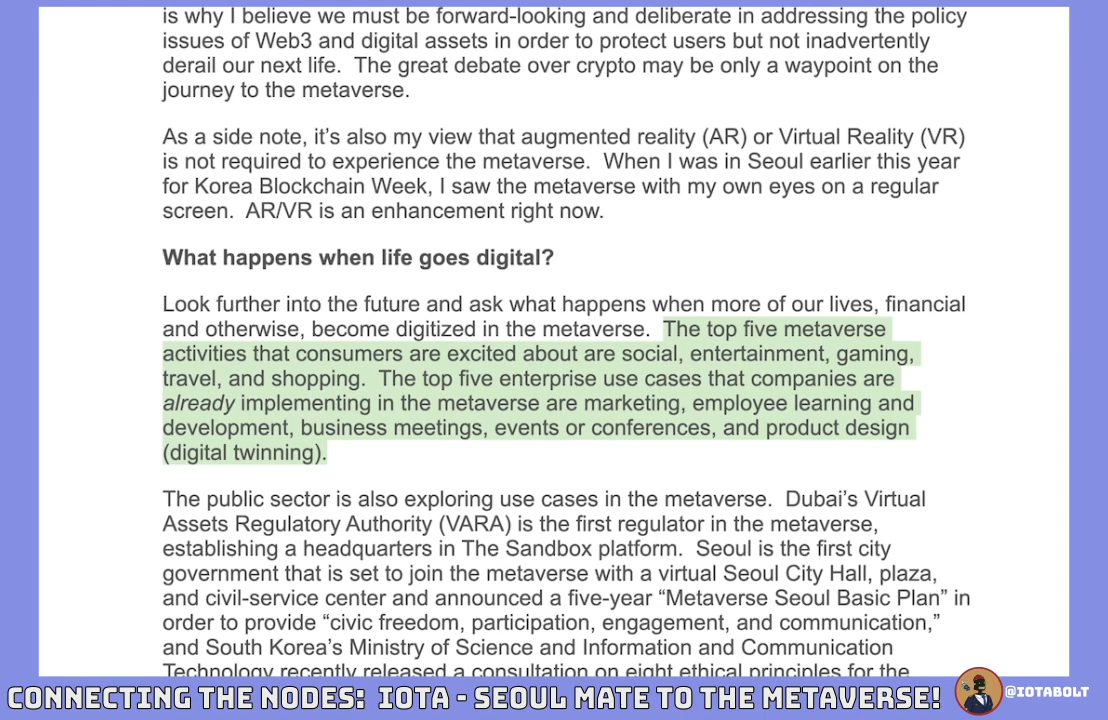 is why I believe we must be forward-looking and deliberate in addressing the policy
issues of Web3 and digital assets in order to protect users but not inadvertently
derail our next life.  The great debate over crypto may be only a waypoint on the
journey to the metaverse.
As a side note, it’s also my view that augmented reality (AR) or Virtual Reality (VR)
is not required to experience the metaverse.  When I was in Seoul earlier this year
for Korea Blockchain Week, I saw the metaverse with my own eyes on a regular
screen.  AR/VR is an enhancement right now.
What happens when life goes digital?
Look further into the future and ask what happens when more of our lives, financial
and otherwise, become digitized in the metaverse.  The top five metaverse
activities that consumers are excited about are social, entertainment, gaming,
travel, and shopping.  The top five enterprise use cases that companies are
already implementing in the metaverse are marketing, employee learning and
development, business meetings, events or conferences, and product design
(digital twinning).
The public sector is also exploring use cases in the metaverse.  Dubai’s Virtual
Assets Regulatory Authority (VARA) is the first regulator in the metaverse,
establishing a headquarters in The Sandbox platform.  Seoul is the first city
government that is set to join the metaverse with a virtual Seoul City Hall, plaza,
and civil-service center and announced a five-year “Metaverse Seoul Basic Plan” in
order to provide “civic freedom, participation, engagement, and communication,”
and South Korea’s Ministry of Science and Information and Communication
Technology recently released a consultation on eight ethical principles for the
CONNECTING THE NODES: IOTA - SEOUL MATE TO THE METAVERSE!
@IOTABOLT